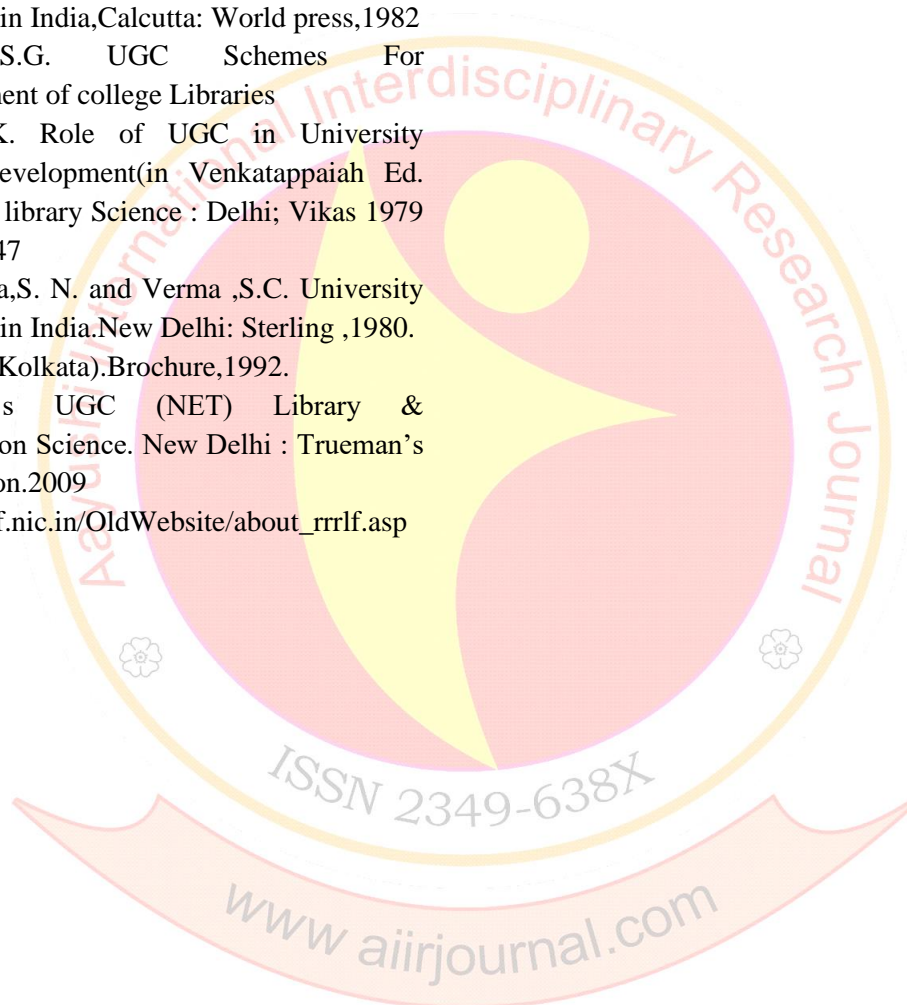 in India,Calcutta: World press,1982
S.G. UGC Schemes For
ment of college Libraries
K. Role of UGC in University
evelopment(in Venkatappaiah Ed.
library Science : Delhi; Vikas 1979
47
a,S. N. and Verma ,S.C. University
in India.New Delhi: Sterling ,1980.
Kolkata).Brochure,1992.
s UGC (NET) Library &
on Science. New Delhi : Trueman’s
on.2009
f.nic.in/OldWebsite/about_rrrlf.asp
Aayushi International Interdisciplinary Research Journal
ISSN 2349-638X
www aiirjournal.com